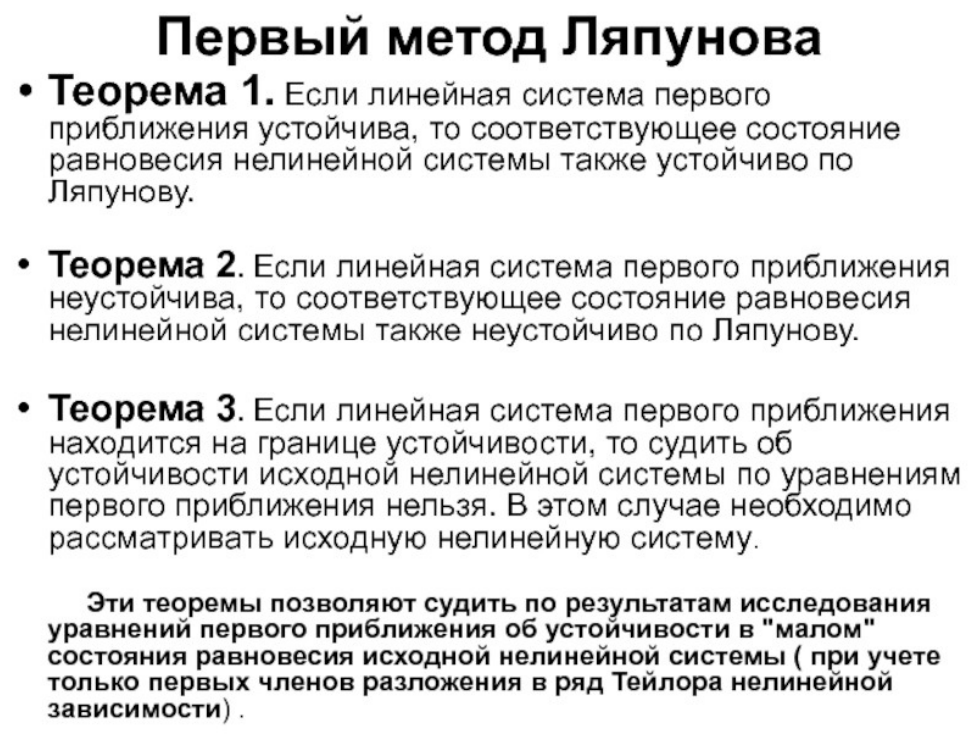 Первый метод Ляпунова
• Теорема 1. Если линейная система первого
приближения устойчива, то соответствующее состояние
равновесия нелинейной системы также устойчиво по
Ляпунову.
• Теорема 2. Если линейная система первого приближения
неустойчива, то соответствующее состояние равновесия
нелинейной системы также неустойчиво по Ляпунову.
• Теорема 3. Если линейная система первого приближения
находится на границе устойчивости, то судить об
устойчивости исходной нелинейной системы по уравнениям
первого приближения нельзя. В этом случае необходимо
рассматривать исходную нелинейную систему.
Эти теоремы позволяют судить по результатам исследования
уравнений первого приближения об устойчивости в "малом"
состояния равновесия исходной нелинейной системы ( при учете
только первых членов разложения в ряд Тейлора нелинейной
зависимости) .